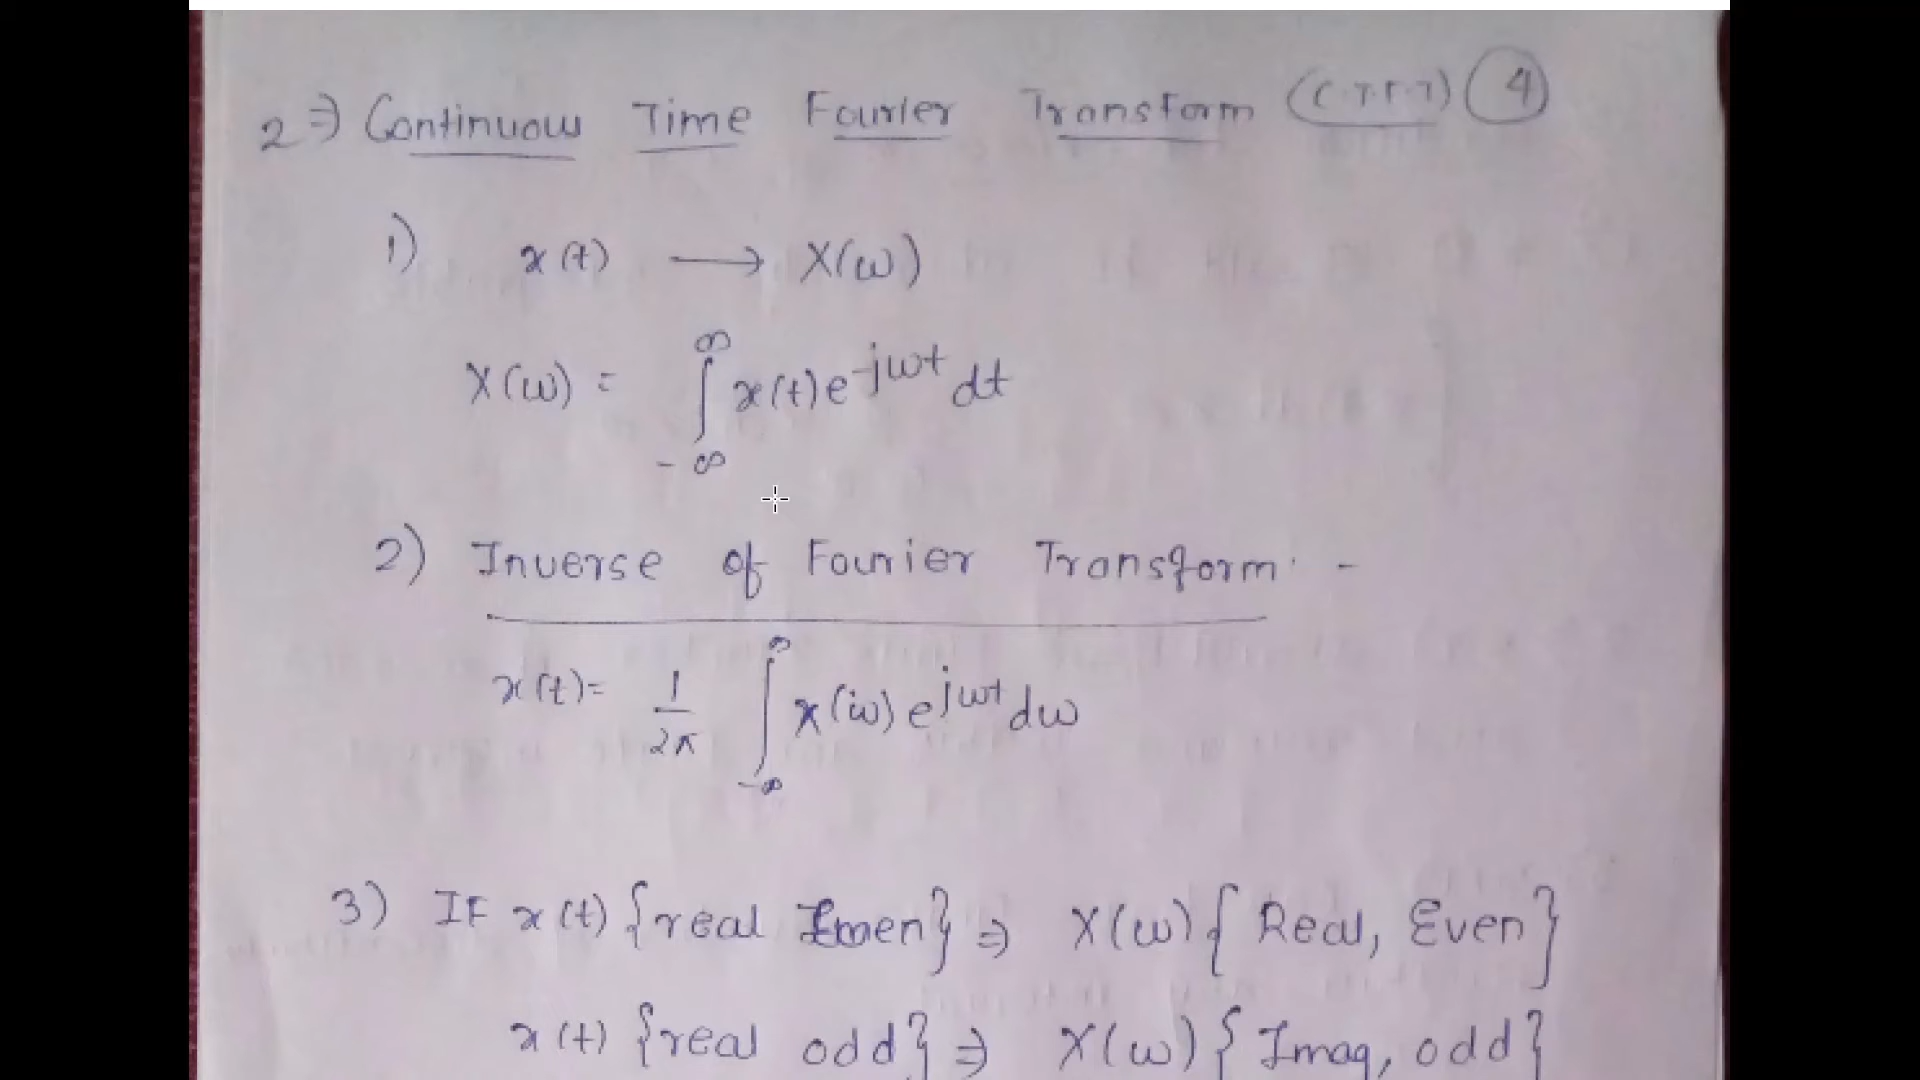 2⇒ Continuous Time Fourier Transform (C.T.F.T) 4
1) x(t) ⟶ X(ω)
X(ω) = ∫_{-∞}^{∞} x(t)e^{-jωt} dt
2) Inverse of Fourier Transform. -
x(t)= 1/2π ∫_{-∞}^{∞} X(ω) e^{jωt} dω
3) IF x(t) {real Even} ⇒ X(ω) { Real, Even}
x(t) {real odd} ⇒ X(ω) { Imag, odd}